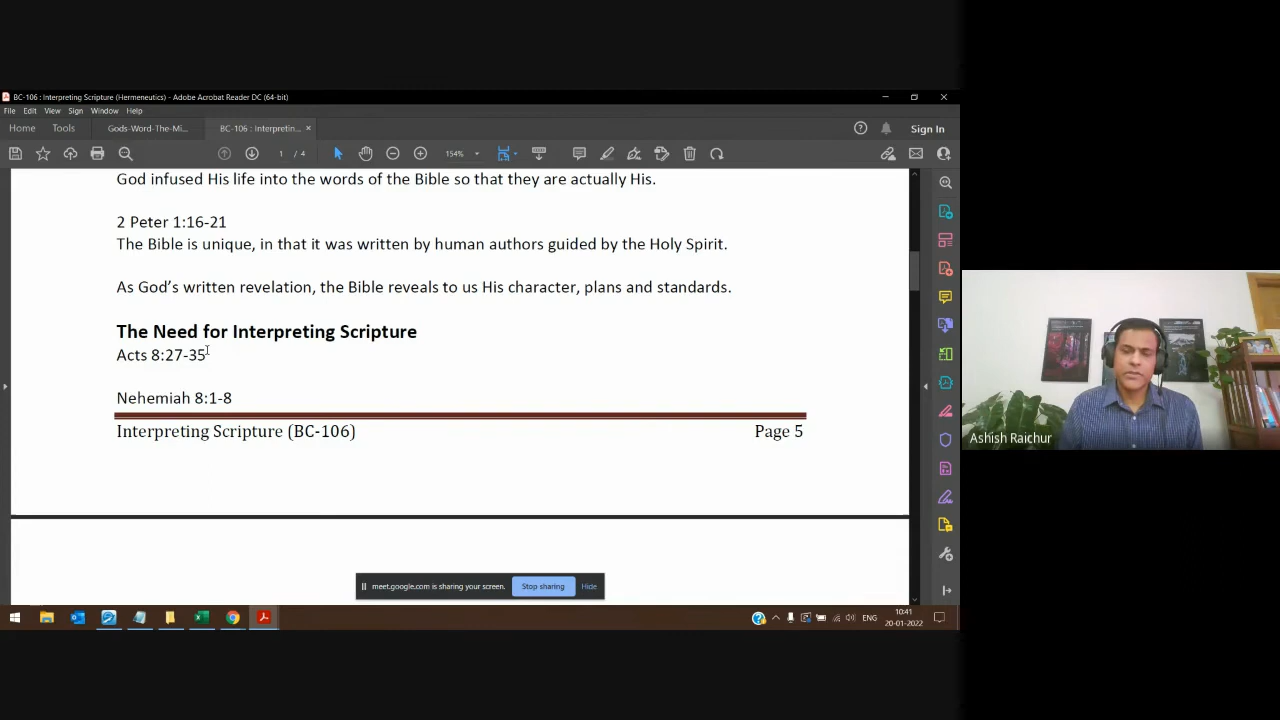 BC-106 : Interpreting Scripture (Hermeneutics) - Adobe Acrobat Reader DC (64-bit)
File Edit View Sign Window Help
Home Tools Gods-Word-The-Mi... BC-106 : Interpretin... × Sign In
1 / 4 154%
God infused His life into the words of the Bible so that they are actually His.
2 Peter 1:16-21
The Bible is unique, in that it was written by human authors guided by the Holy Spirit.
As God’s written revelation, the Bible reveals to us His character, plans and standards.
The Need for Interpreting Scripture
Acts 8:27-35
Nehemiah 8:1-8
Interpreting Scripture (BC-106) Page 5
Ashish Raichur
meet.google.com is sharing your screen. Stop sharing Hide
ENG
10:41
20-01-2022